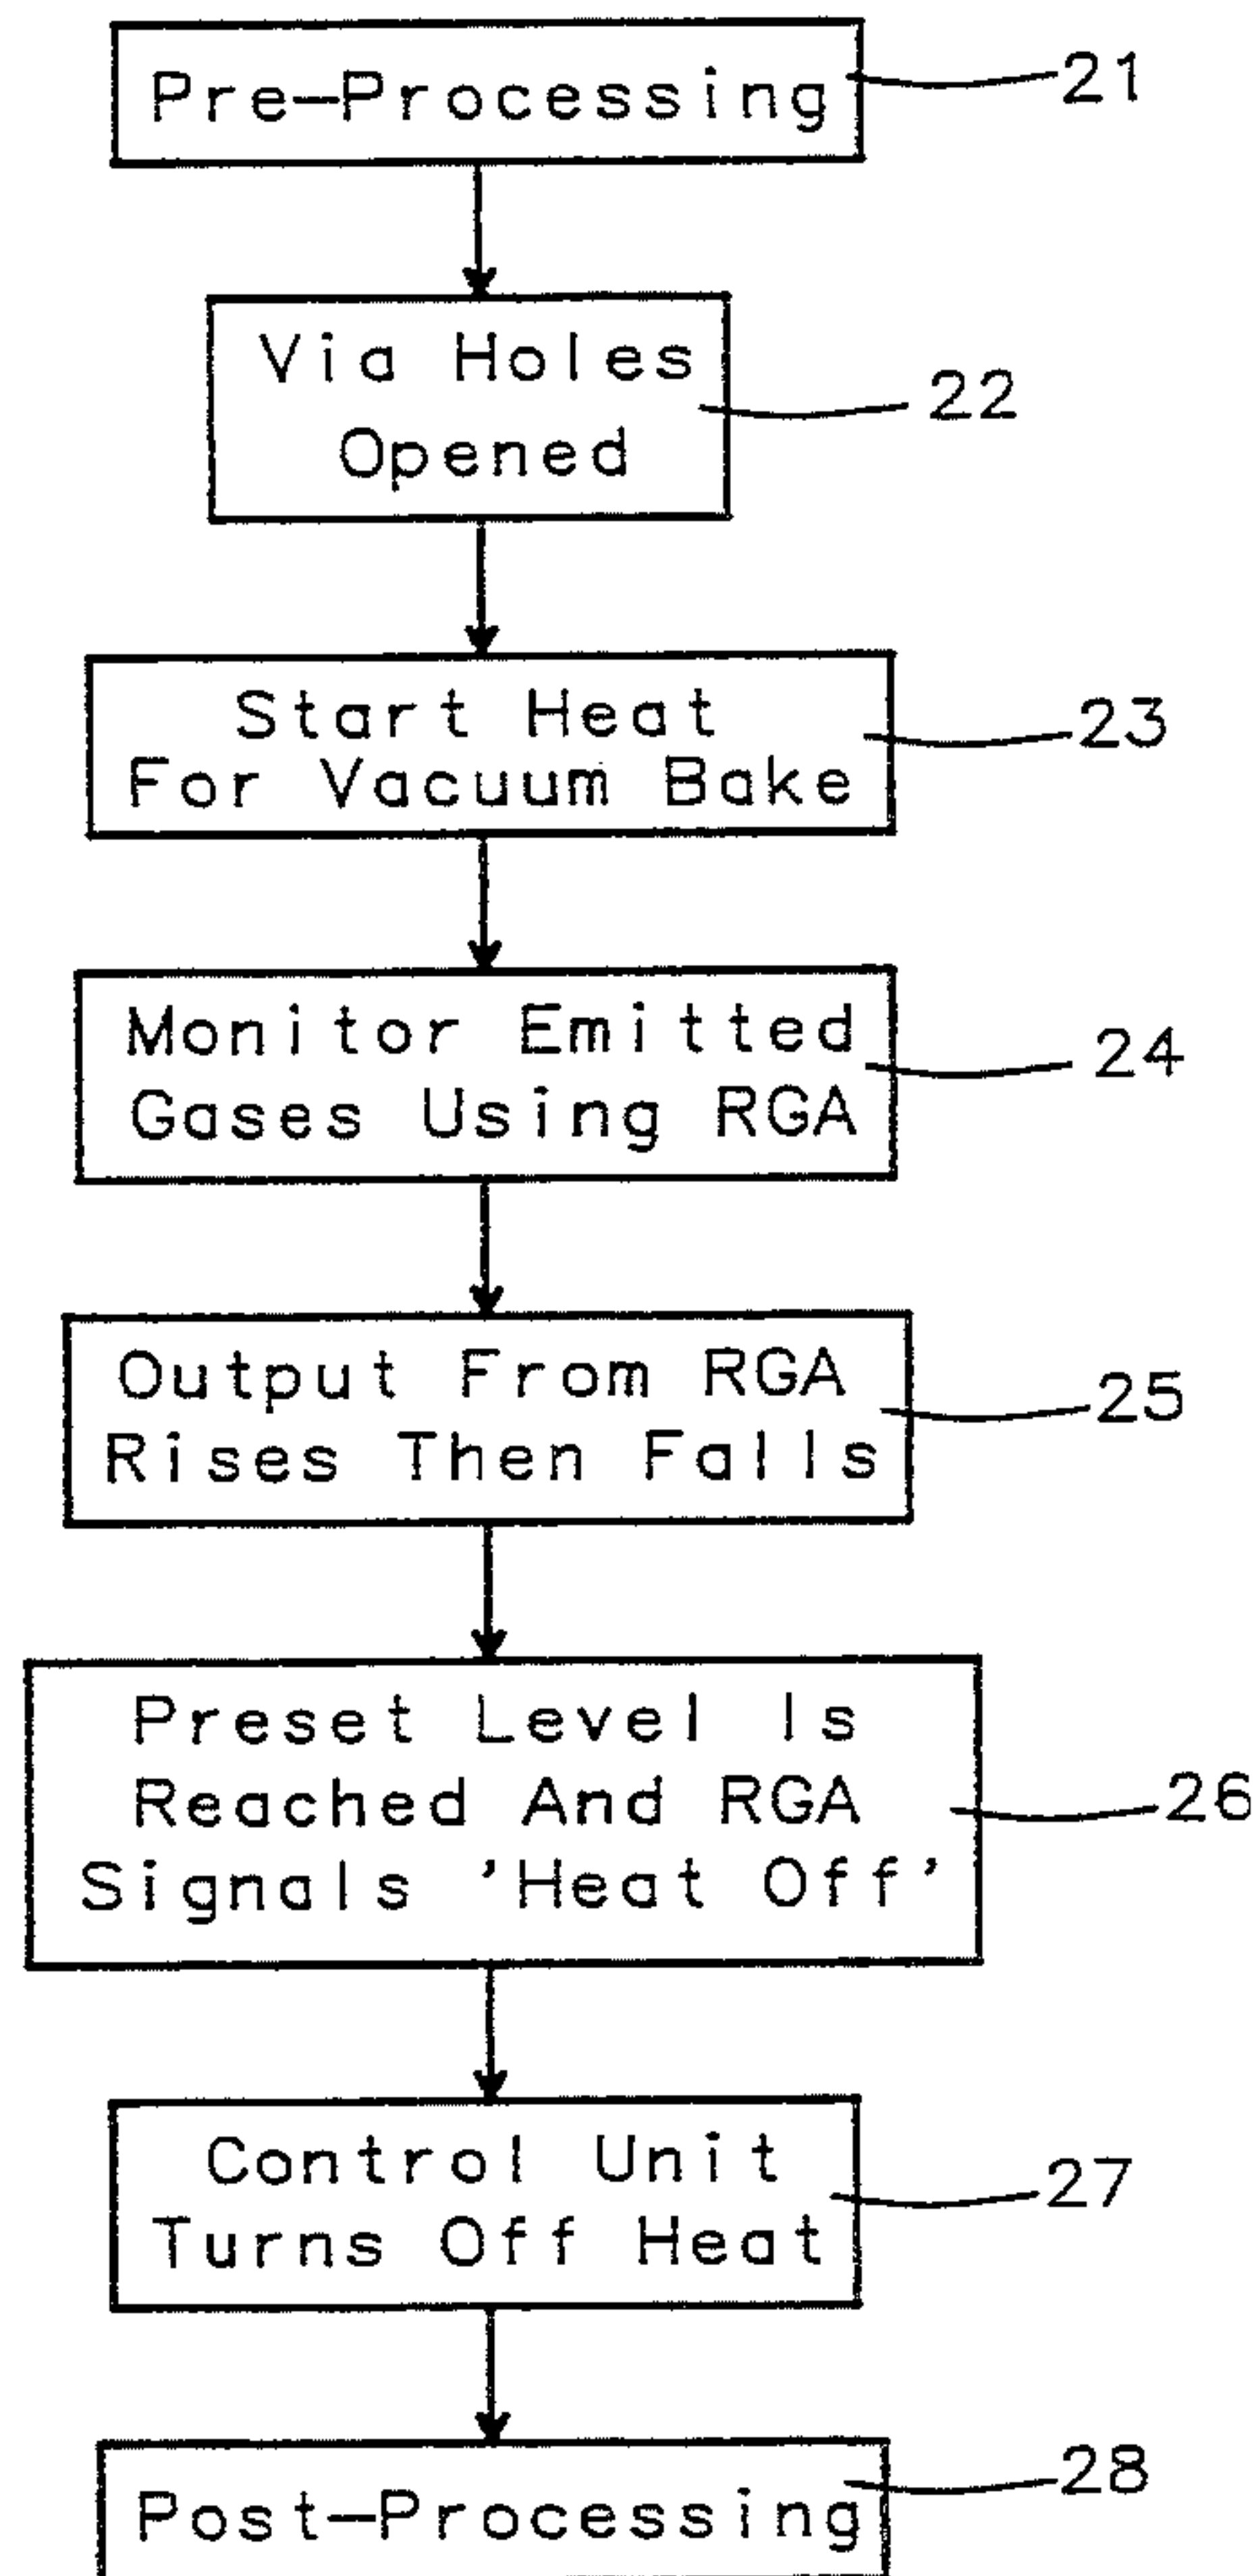 Pre-Processing
21
Via Holes
Opened
22
Start Heat
For Vacuum Bake
23
Monitor Emitted
Gases Using RGA
24
Output From RGA
Rises Then Falls
25
Preset Level Is
Reached And RGA
Signals 'Heat Off'
26
Control Unit
Turns Off Heat
27
Post-Processing
28